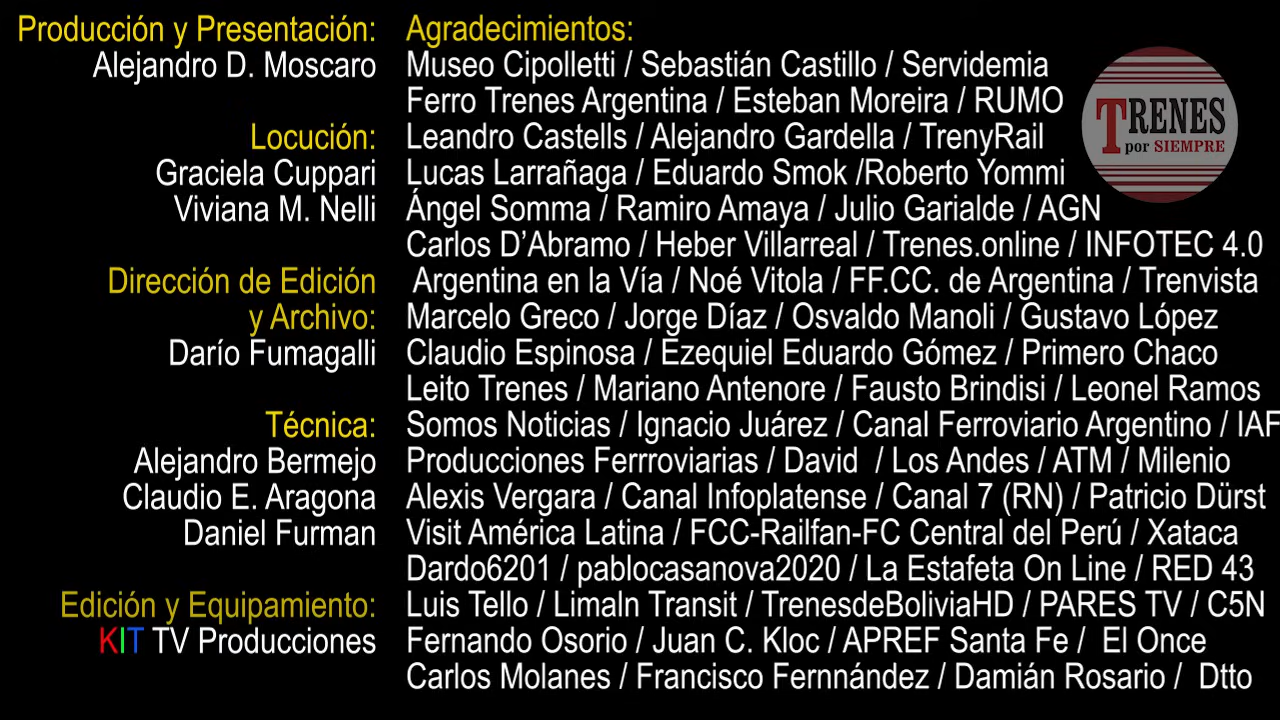 Producción y Presentación:
Alejandro D. Moscaro
Locución:
Graciela Cuppari
Viviana M. Nelli
Dirección de Edición
y Archivo:
Darío Fumagalli
Técnica:
Alejandro Bermejo
Claudio E. Aragona
Daniel Furman
Edición y Equipamiento:
KIT TV Producciones
Agradecimientos:
Museo Cipolletti / Sebastián Castillo / Servidemia
Ferro Trenes Argentina / Esteban Moreira / RUMO
Leandro Castells / Alejandro Gardella / TrenyRail
Lucas Larrañaga / Eduardo Smok /Roberto Yommi
Ángel Somma / Ramiro Amaya / Julio Garialde / AGN
Carlos D’Abramo / Heber Villarreal / Trenes.online / INFOTEC 4.0
Argentina en la Vía / Noé Vitola / FF.CC. de Argentina / Trenvista
Marcelo Greco / Jorge Díaz / Osvaldo Manoli / Gustavo López
Claudio Espinosa / Ezequiel Eduardo Gómez / Primero Chaco
Leito Trenes / Mariano Antenore / Fausto Brindisi / Leonel Ramos
Somos Noticias / Ignacio Juárez / Canal Ferroviario Argentino / IAF
Producciones Ferrroviarias / David / Los Andes / ATM / Milenio
Alexis Vergara / Canal Infoplatense / Canal 7 (RN) / Patricio Dürst
Visit América Latina / FCC-Railfan-FC Central del Perú / Xataca
Dardo6201 / pablocasanova2020 / La Estafeta On Line / RED 43
Luis Tello / Limaln Transit / TrenesdeBoliviaHD / PARES TV / C5N
Fernando Osorio / Juan C. Kloc / APREF Santa Fe / El Once
Carlos Molanes / Francisco Fernnández / Damián Rosario / Dtto
TRENES
por SIEMPRE